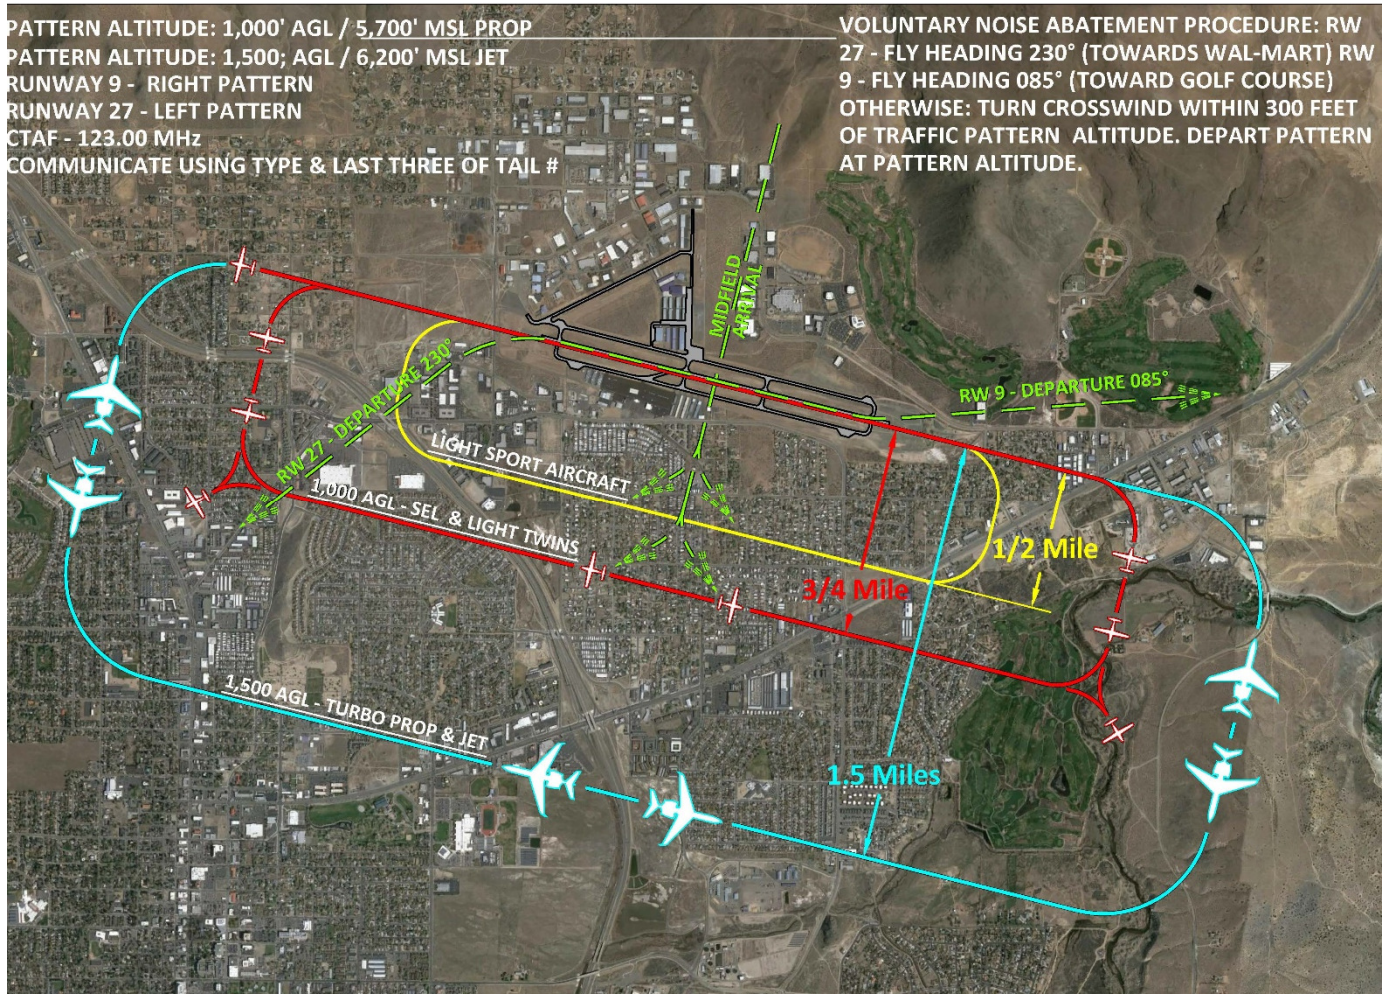 PATTERN ALTITUDE: 1,000' AGL / 5,700' MSL PROP
PATTERN ALTITUDE: 1,500; AGL / 6,200' MSL JET
RUNWAY 9 - RIGHT PATTERN
RUNWAY 27 - LEFT PATTERN
CTAF - 123.00 MHz
COMMUNICATE USING TYPE & LAST THREE OF TAIL #
VOLUNTARY NOISE ABATEMENT PROCEDURE: RW
27 - FLY HEADING 230° (TOWARDS WAL-MART) RW
9 - FLY HEADING 085° (TOWARD GOLF COURSE)
OTHERWISE: TURN CROSSWIND WITHIN 300 FEET
OF TRAFFIC PATTERN ALTITUDE. DEPART PATTERN
AT PATTERN ALTITUDE.
MIDFIELD
ARRIVAL
RW 9 - DEPARTURE 085°
RW 27 - DEPARTURE 230°
LIGHT SPORT AIRCRAFT
1,000 AGL - SEL & LIGHT TWINS
1/2 Mile
3/4 Mile
1,500 AGL - TURBO PROP & JET
1.5 Miles